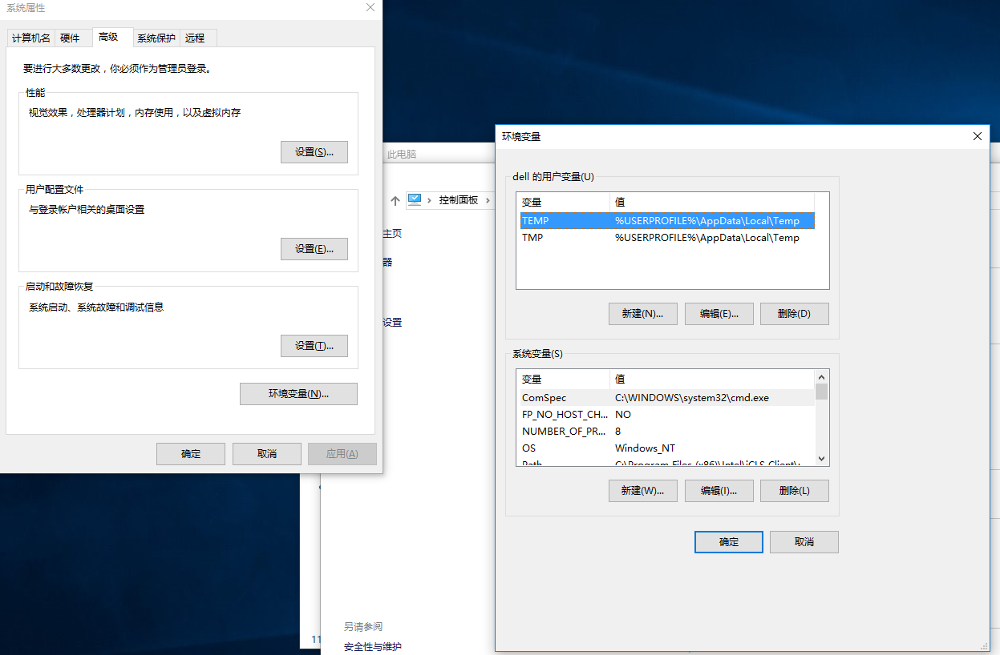 系统属性
计算机名 硬件 高级 系统保护 远程
要进行大多数更改，你必须作为管理员登录。
性能
视觉效果，处理器计划，内存使用，以及虚拟内存
设置(S)...
用户配置文件
与登录帐户相关的桌面设置
设置(E)...
启动和故障恢复
系统启动、系统故障和调试信息
设置(T)...
环境变量(N)...
确定 取消 应用(A)
此电脑
控制面板
主页
器
设置
另请参阅
安全性与维护
11
环境变量
dell 的用户变量(U)
变量 值
TEMP %USERPROFILE%\AppData\Local\Temp
TMP %USERPROFILE%\AppData\Local\Temp
新建(N)... 编辑(E)... 删除(D)
系统变量(S)
变量 值
ComSpec C:\WINDOWS\system32\cmd.exe
FP_NO_HOST_CH... NO
NUMBER_OF_PR... 8
OS Windows_NT
Path C:\Program Files (x86)\Intel\iCLS Client\;
新建(W)... 编辑(I)... 删除(L)
确定 取消